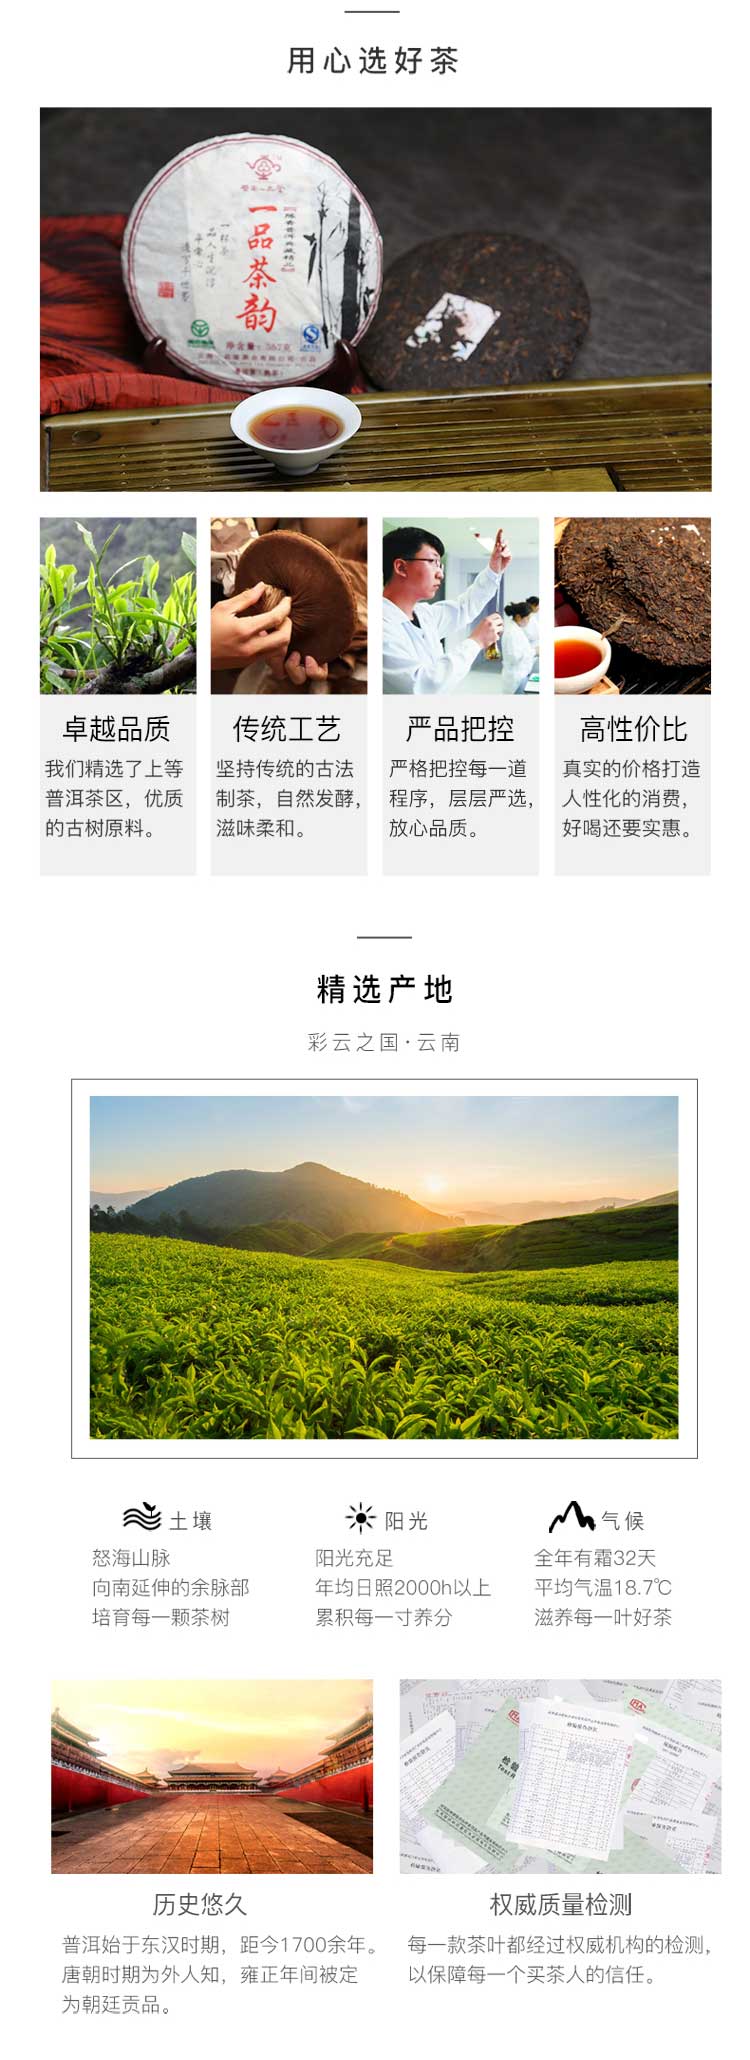 用心选好茶
一品茶韵
净含量：357克
卓越品质
我们精选了上等
普洱茶区，优质
的古树原料。
传统工艺
坚持传统的古法
制茶，自然发酵，
滋味柔和。
严品把控
严格把控每一道
程序，层层严选，
放心品质。
高性价比
真实的价格打造
人性化的消费，
好喝还要实惠。
精选产地
彩云之国·云南
土壤
怒海山脉
向南延伸的余脉部
培育每一颗茶树
阳光
阳光充足
年均日照2000h以上
累积每一寸养分
气候
全年有霜32天
平均气温18.7℃
滋养每一叶好茶
历史悠久
普洱始于东汉时期，距今1700余年。
唐朝时期为外人知，雍正年间被定
为朝廷贡品。
权威质量检测
每一款茶叶都经过权威机构的检测，
以保障每一个买茶人的信任。